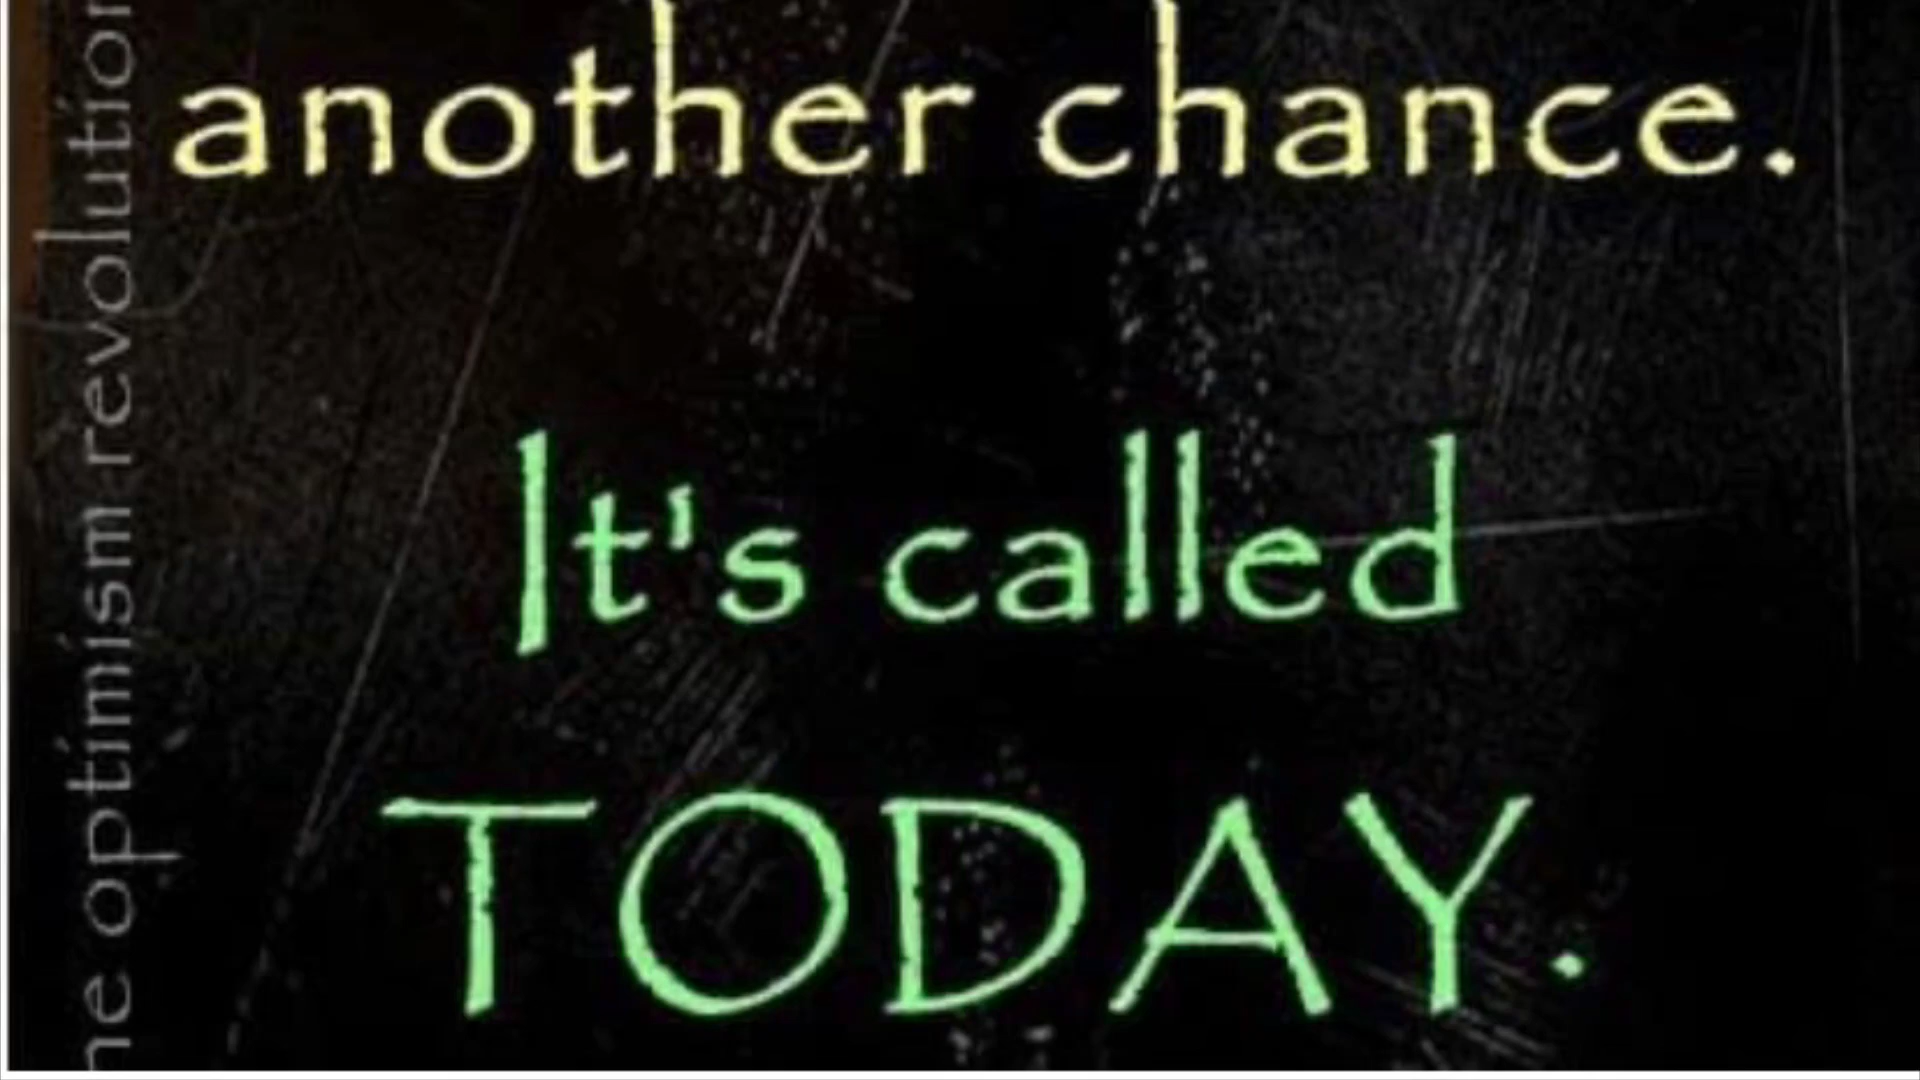 another chance.
It's called
TODAY.
optimism revolution